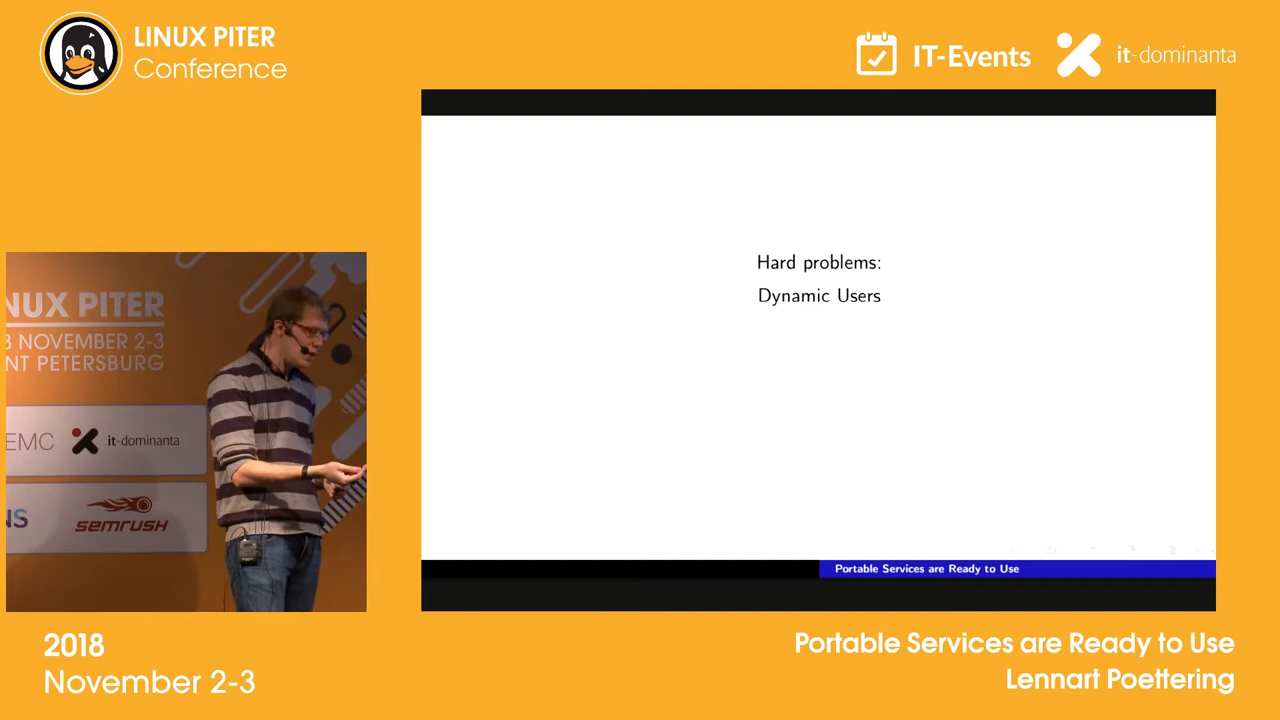 LINUX PITER
Conference
IT-Events
it-dominanta
Hard problems:
Dynamic Users
NUX PITER
NOVEMBER 2-3
NT PETERSBURG
EMC
it-dominanta
NS
semrush
Portable Services are Ready to Use
2018
November 2-3
Portable Services are Ready to Use
Lennart Poettering